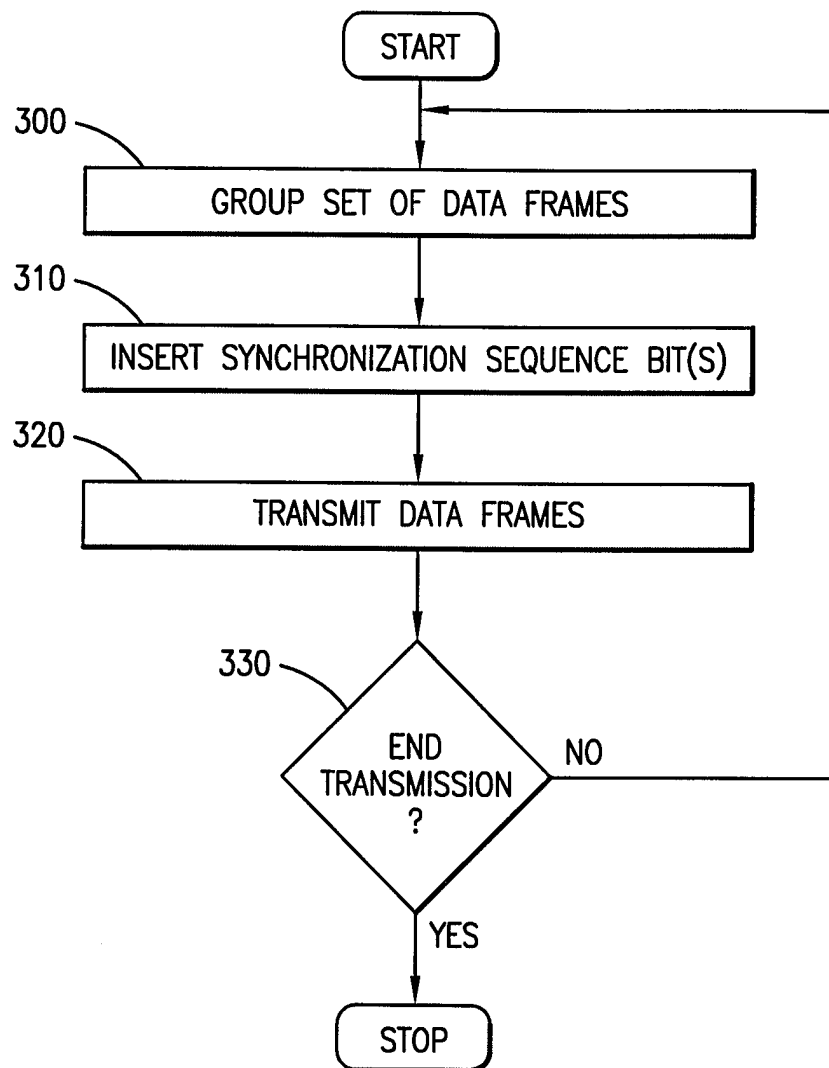 START
300
GROUP SET OF DATA FRAMES
310
INSERT SYNCHRONIZATION SEQUENCE BIT(S)
320
TRANSMIT DATA FRAMES
330
END
TRANSMISSION
?
NO
YES
STOP